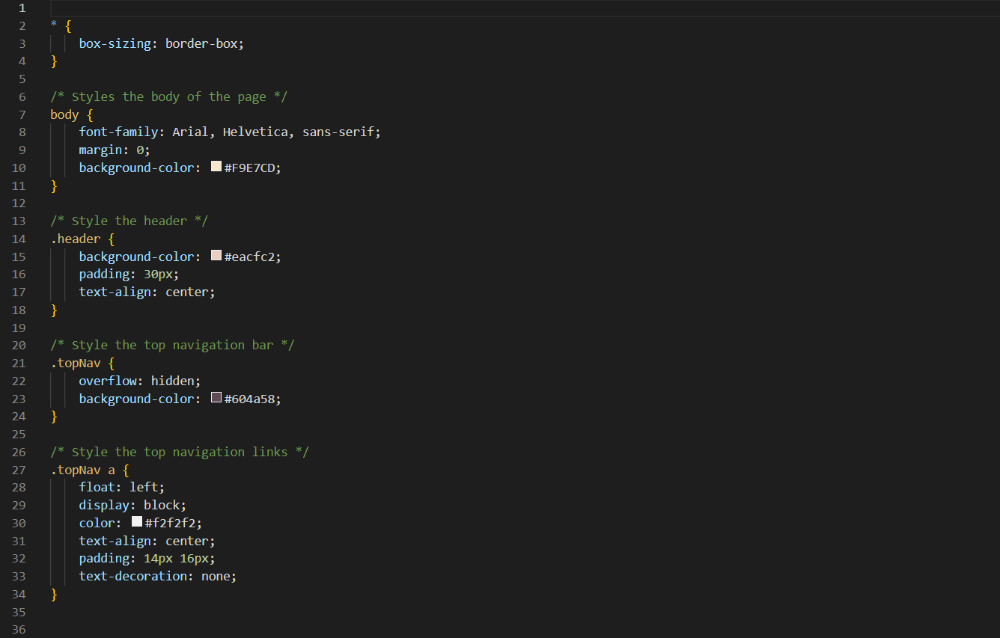 1
2 * {
3     box-sizing: border-box;
4 }
5
6 /* Styles the body of the page */
7 body {
8     font-family: Arial, Helvetica, sans-serif;
9     margin: 0;
10     background-color: #F9E7CD;
11 }
12
13 /* Style the header */
14 .header {
15     background-color: #eacfc2;
16     padding: 30px;
17     text-align: center;
18 }
19
20 /* Style the top navigation bar */
21 .topNav {
22     overflow: hidden;
23     background-color: #604a58;
24 }
25
26 /* Style the top navigation links */
27 .topNav a {
28     float: left;
29     display: block;
30     color: #f2f2f2;
31     text-align: center;
32     padding: 14px 16px;
33     text-decoration: none;
34 }
35
36